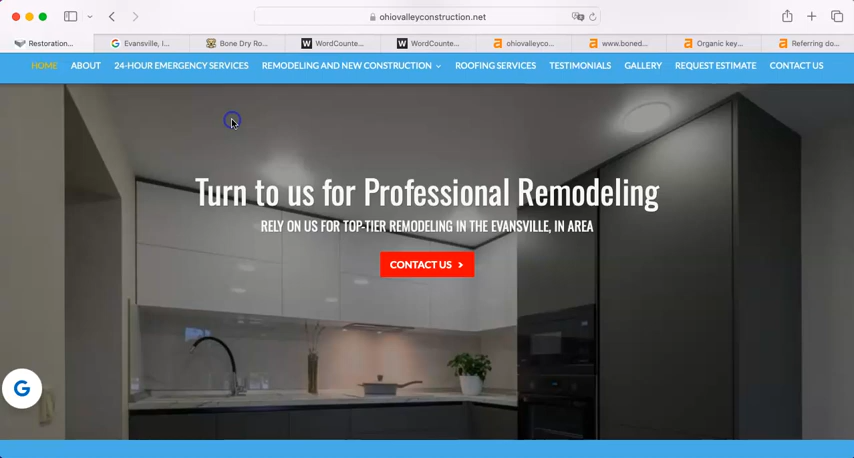 ohiovalleyconstruction.net
Restoration... Evansville, I... Bone Dry Ro... WordCounte... WordCounte... ohiovalleyco... www.boned... Organic key... Referring do...
HOME ABOUT 24-HOUR EMERGENCY SERVICES REMODELING AND NEW CONSTRUCTION ROOFING SERVICES TESTIMONIALS GALLERY REQUEST ESTIMATE CONTACT US
Turn to us for Professional Remodeling
RELY ON US FOR TOP-TIER REMODELING IN THE EVANSVILLE, IN AREA
CONTACT US >
G